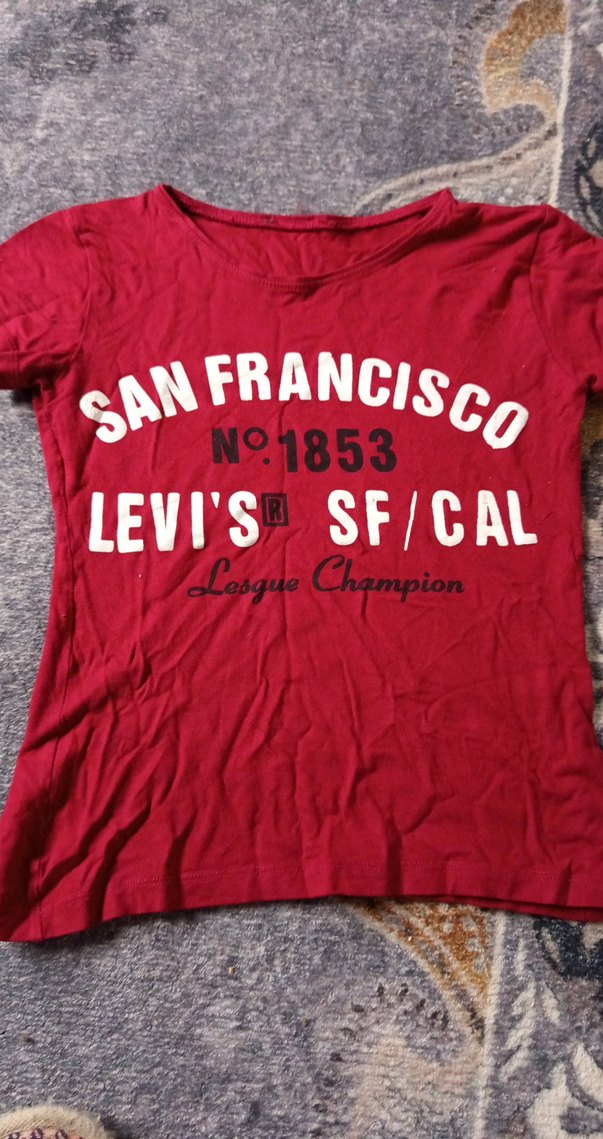 SAN FRANCISCO
Nº.1853
LEVI'S® SF/CAL
Lesgue Champion